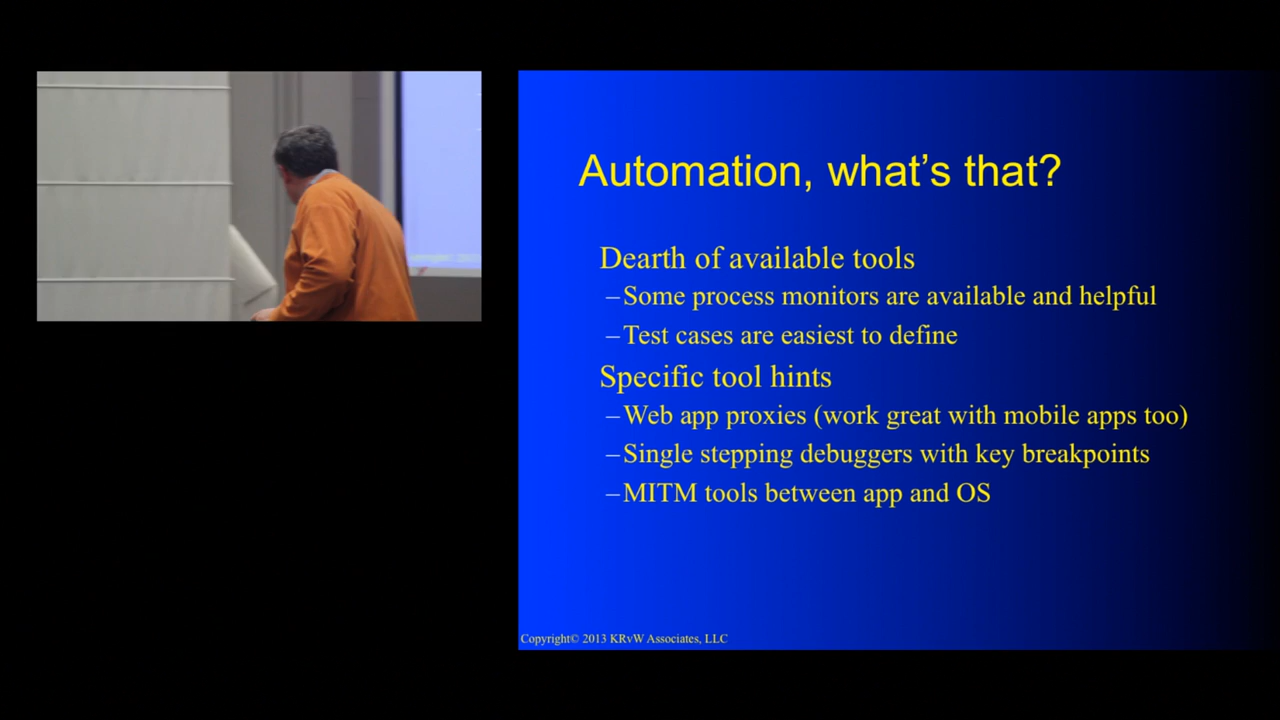 Automation, what's that?
Dearth of available tools
–Some process monitors are available and helpful
–Test cases are easiest to define
Specific tool hints
–Web app proxies (work great with mobile apps too)
–Single stepping debuggers with key breakpoints
–MITM tools between app and OS
Copyright© 2013 KRvW Associates, LLC